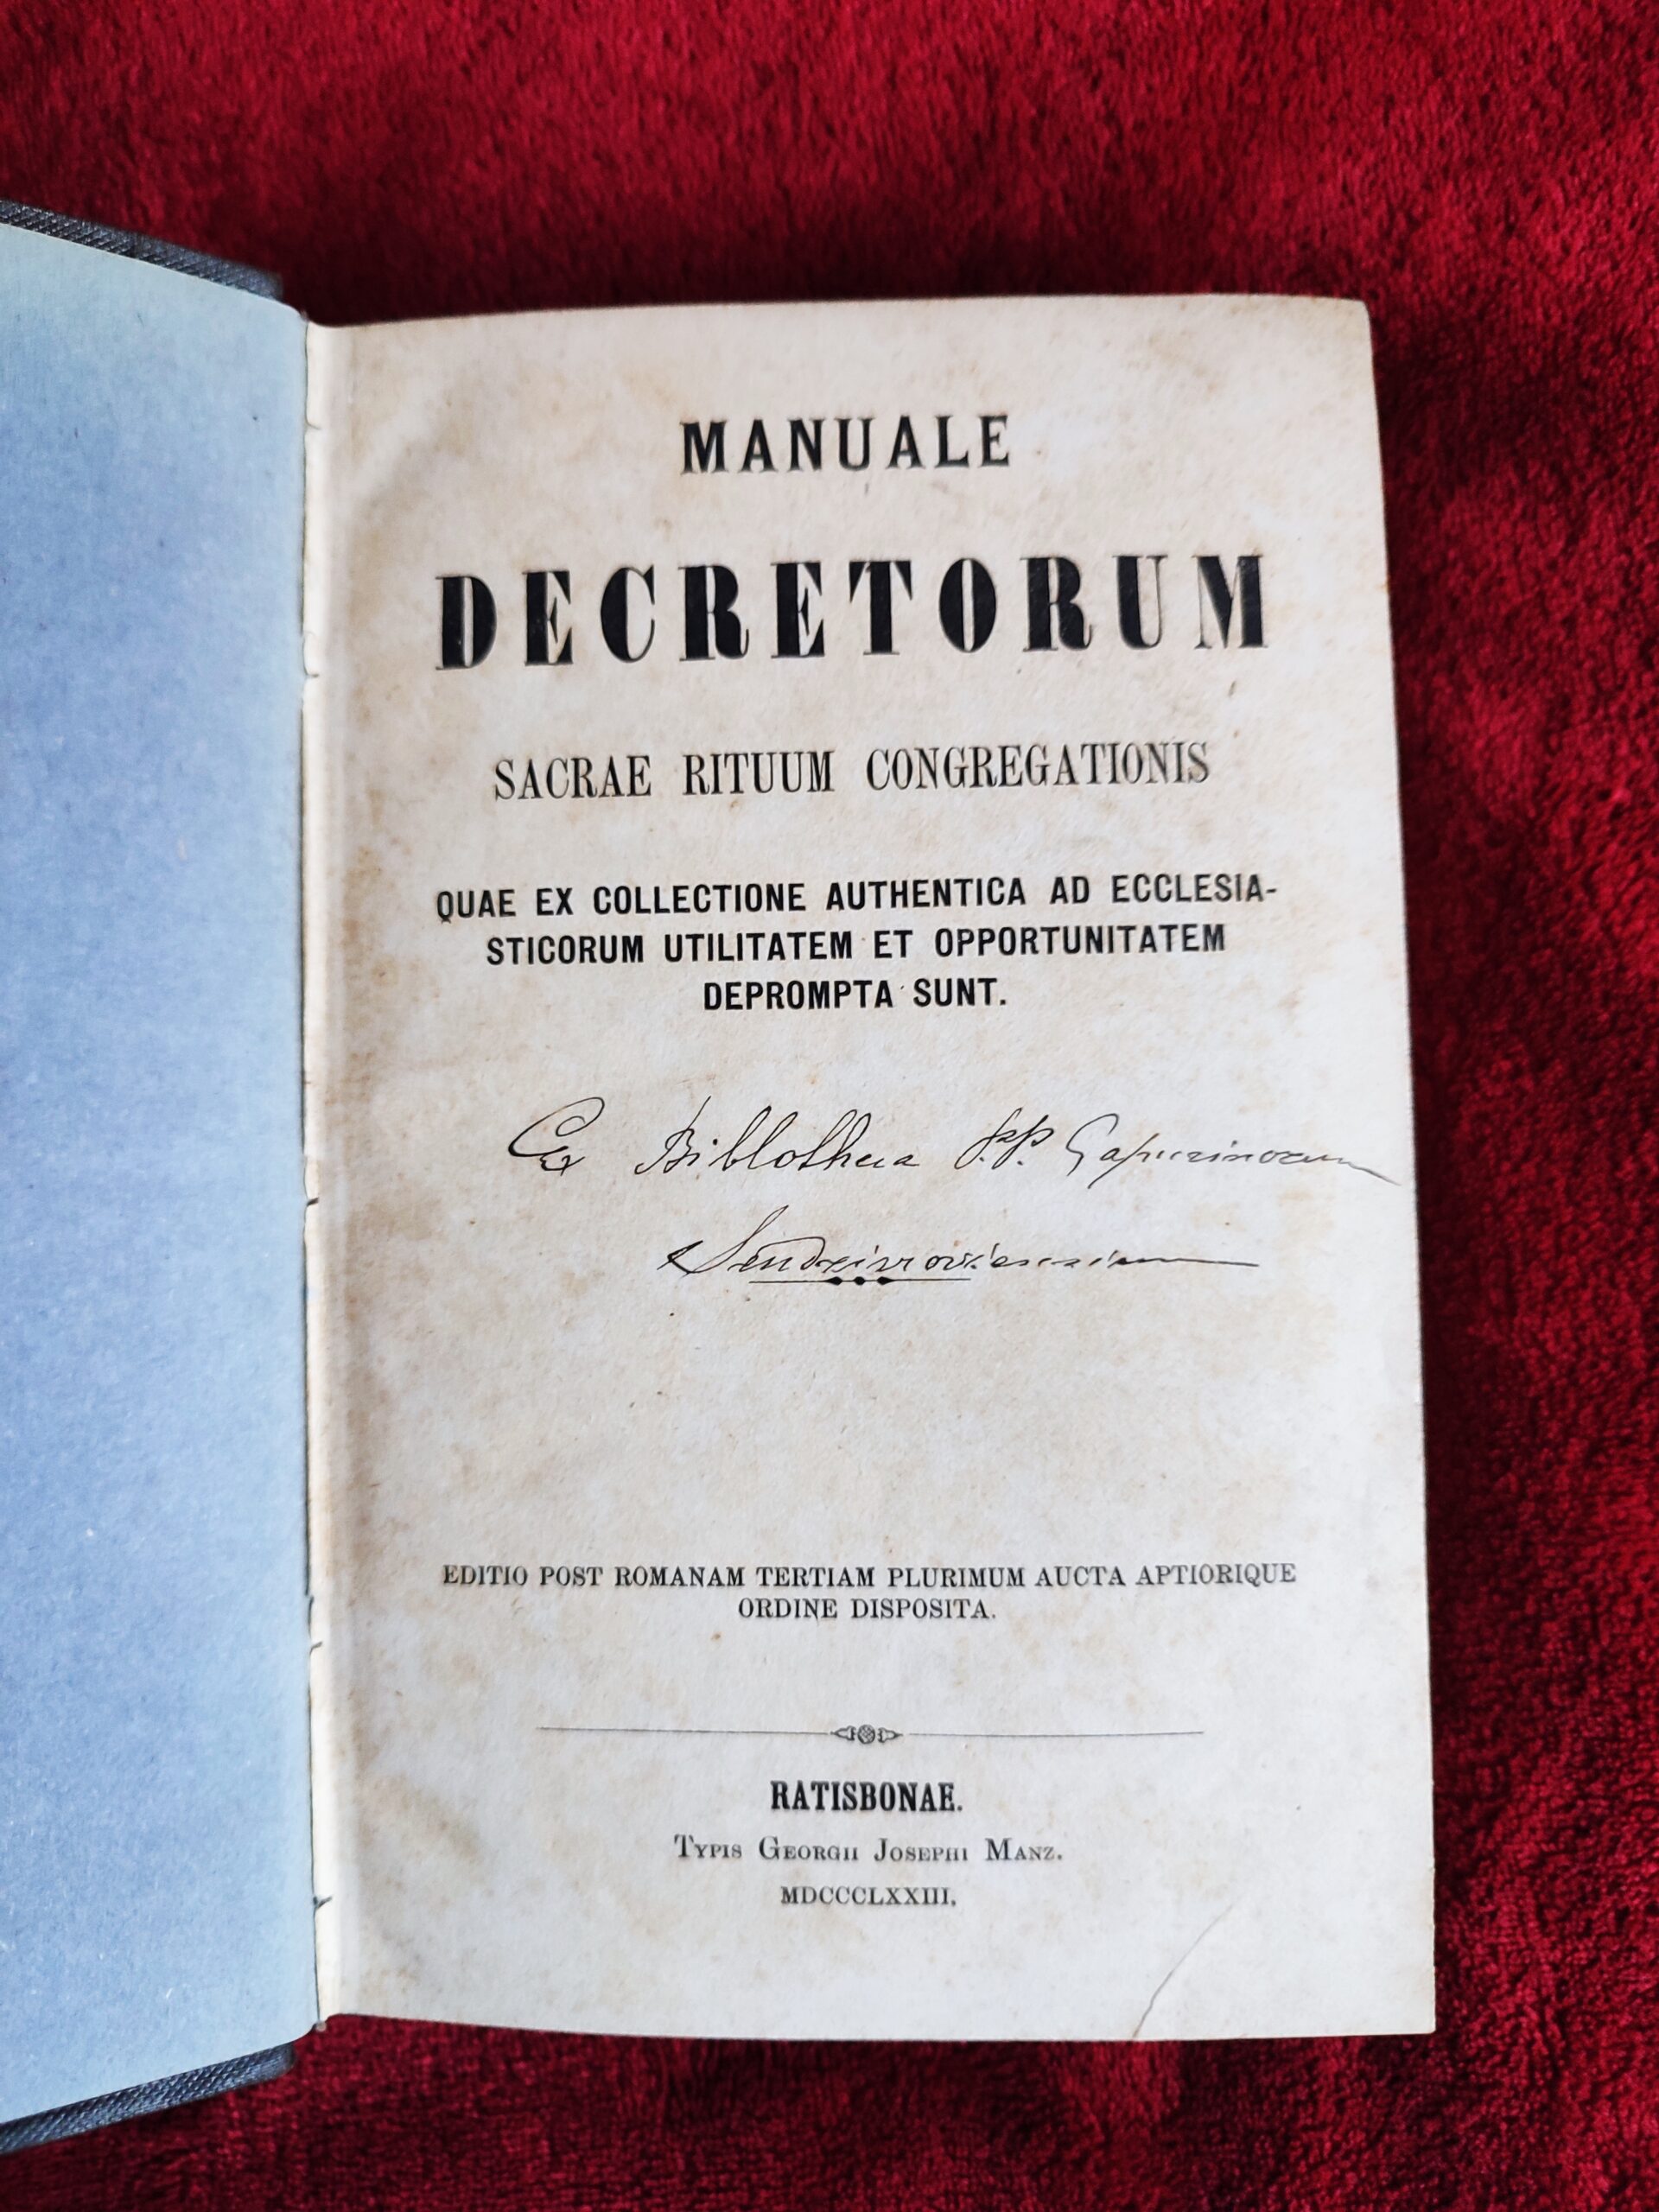 MANUALE
DECRETORUM
SACRAE RITUUM CONGREGATIONIS
QUAE EX COLLECTIONE AUTHENTICA AD ECCLESIA-
STICORUM UTILITATEM ET OPPORTUNITATEM
DEPROMPTA SUNT.
Ex Biblotheca P.P. Capucinorum
EDITIO POST ROMANAM TERTIAM PLURIMUM AUCTA APTIORIQUE
ORDINE DISPOSITA.
RATISBONAE.
TYPIS GEORGII JOSEPHI MANZ.
MDCCCLXXIII.